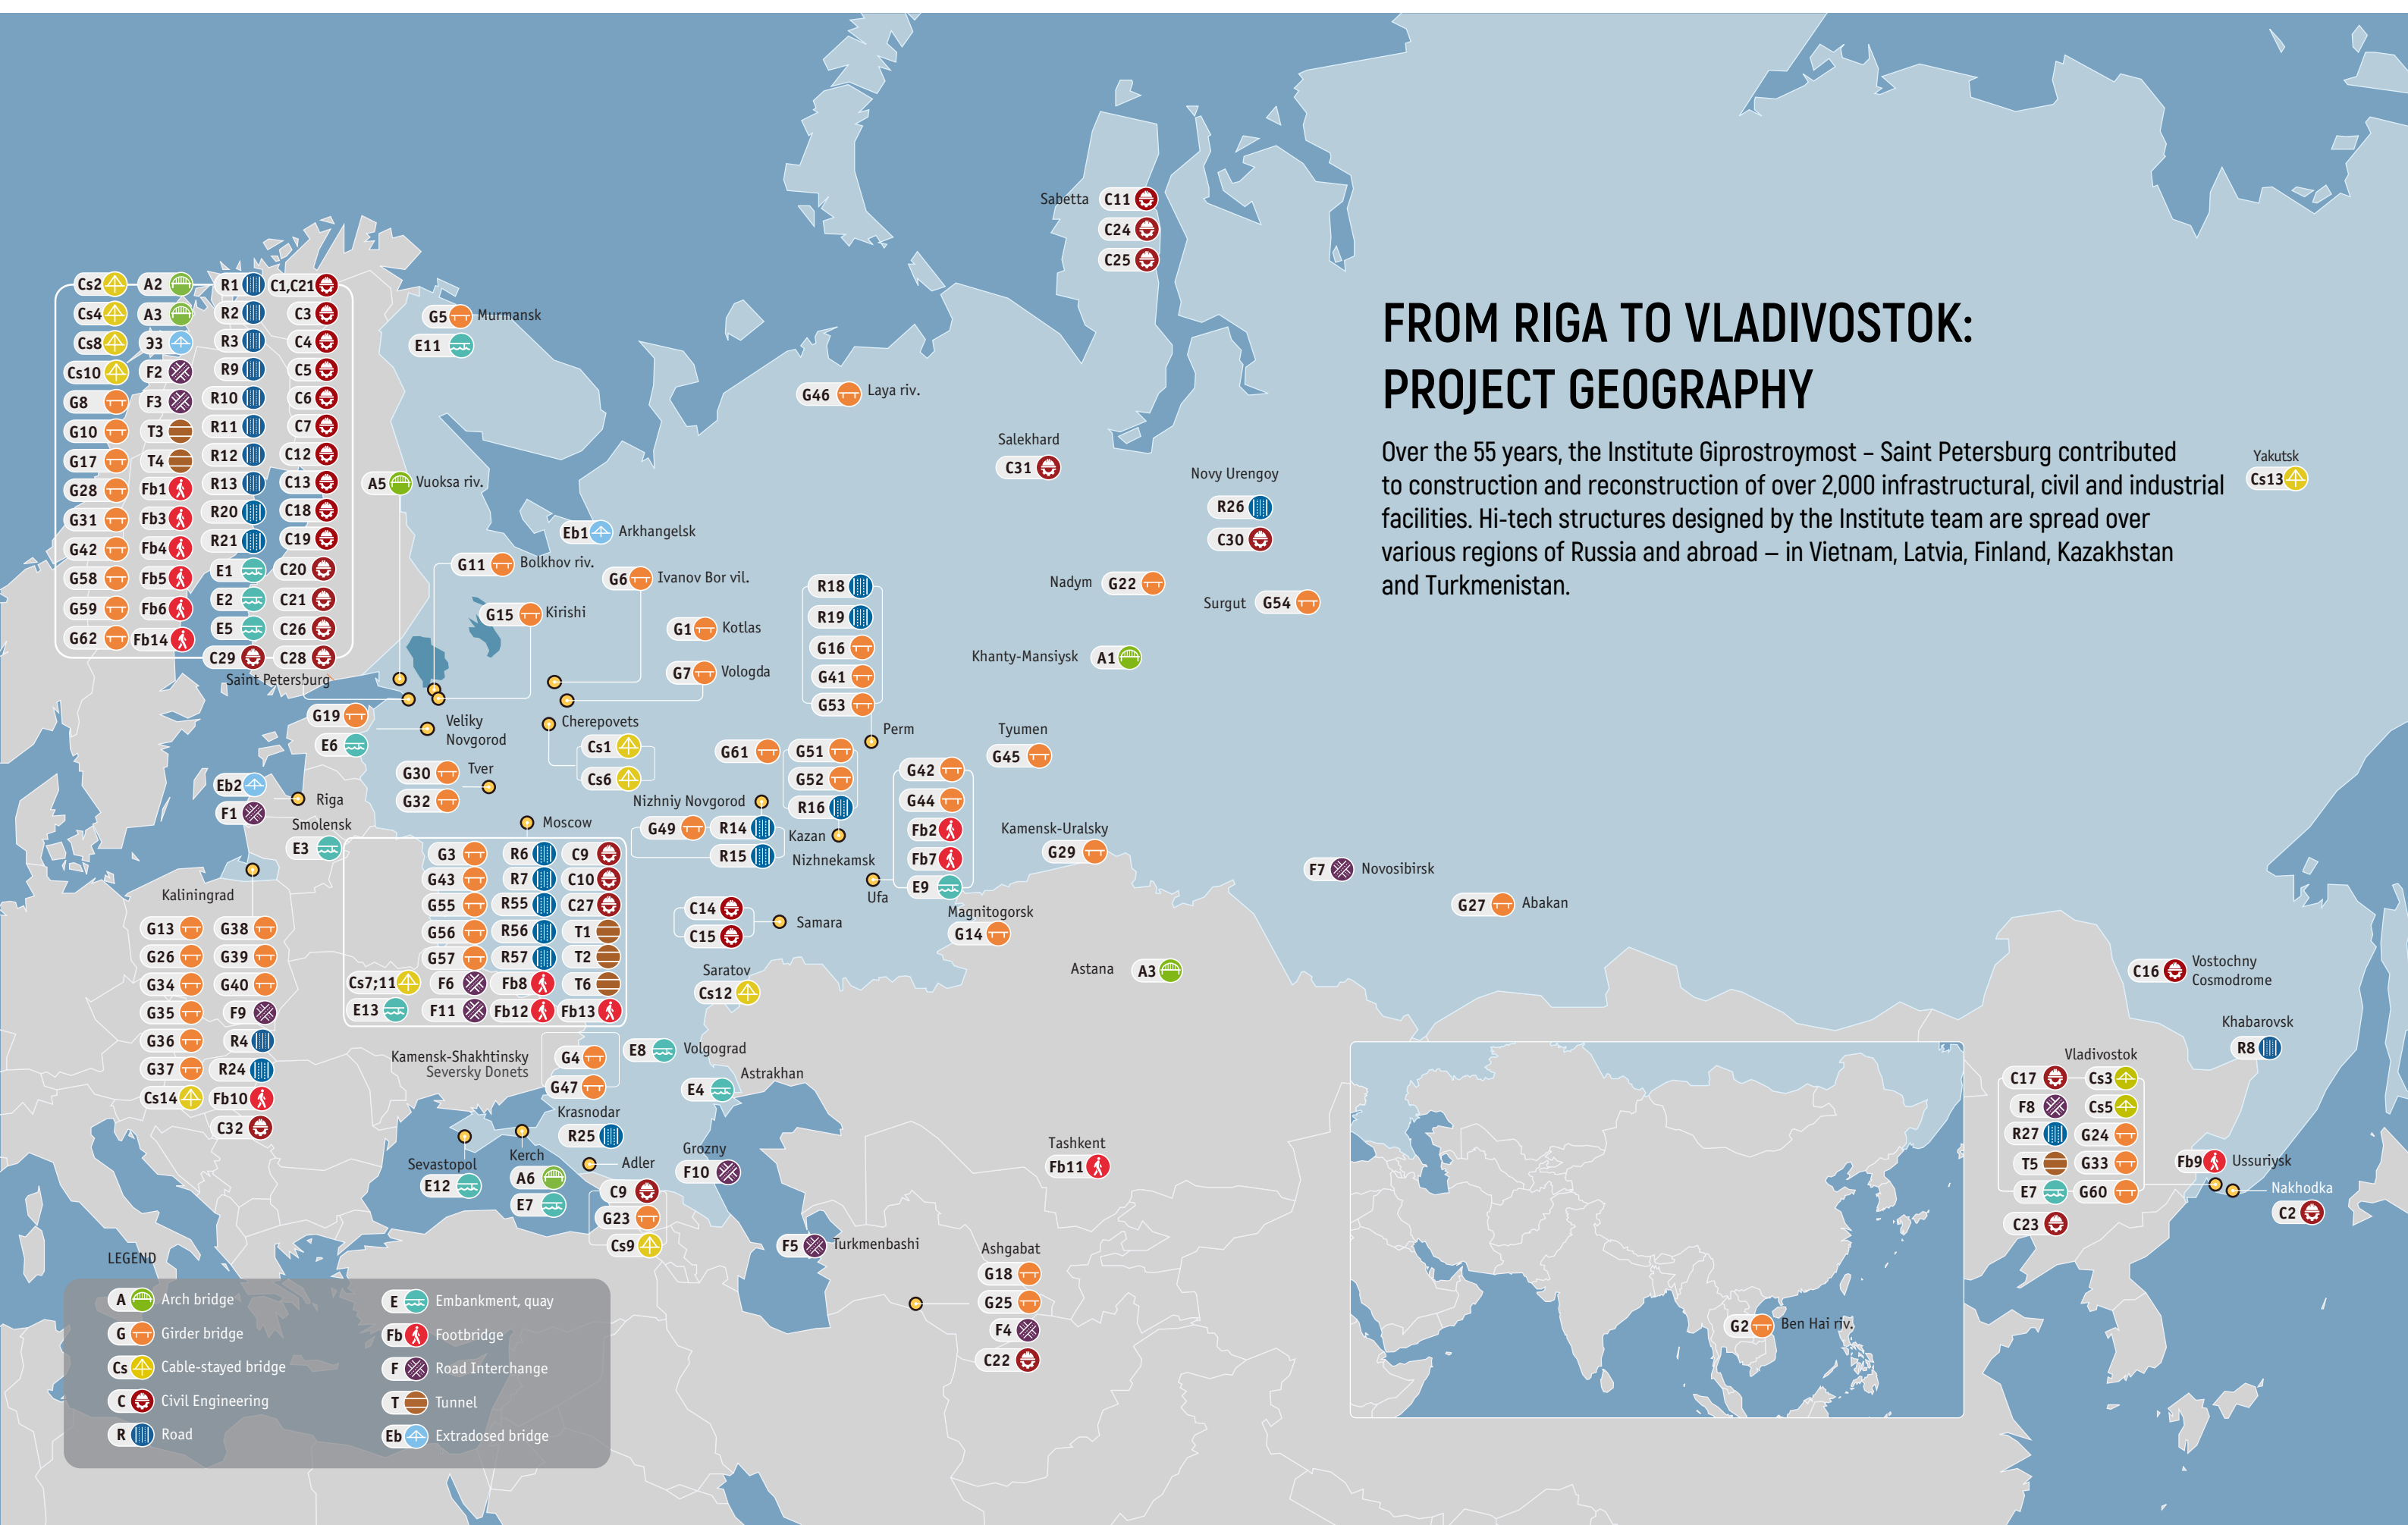 FROM RIGA TO VLADIVOSTOK:
PROJECT GEOGRAPHY
Over the 55 years, the Institute Giprostroymost – Saint Petersburg contributed
to construction and reconstruction of over 2,000 infrastructural, civil and industrial
facilities. Hi-tech structures designed by the Institute team are spread over
various regions of Russia and abroad – in Vietnam, Latvia, Finland, Kazakhstan
and Turkmenistan.
Cs2 A2 R1 C1,C21
Cs4 A3 R2 C3
Cs8 Э3 R3 C4
Cs10 F2 R9 C5
G8 F3 R10 C6
G10 T3 R11 C7
G17 T4 R12 C12
G28 Fb1 R13 C13
G31 Fb3 R20 C18
G42 Fb4 R21 C19
G58 Fb5 E1 C20
G59 Fb6 E2 C21
G62 Fb14 E5 C26
C29 C28
Saint Petersburg
G5 Murmansk
E11
A5 Vuoksa riv.
Eb1 Arkhangelsk
G11 Bolkhov riv.
G6 Ivanov Bor vil.
G15 Kirishi
G1 Kotlas
G7 Vologda
G46 Laya riv.
Sabetta C11
C24
C25
Salekhard
C31
Novy Urengoy
R26
C30
Nadym G22
Surgut G54
Khanty-Mansiysk A1
Yakutsk
Cs13
R18
R19
G16
G41
G53
Perm
G19
E6
Veliky
Novgorod
Cherepovets
Cs1
Cs6
G61 G51
G52
R16
Kazan
Nizhnekamsk
Tyumen
G45
G30 Tver
G32
Eb2
F1
Riga
Smolensk
E3
Nizhniy Novgorod
G49 R14
R15
G42
G44
Fb2
Fb7
E9
Ufa
Kamensk-Uralsky
G29
Magnitogorsk
G14
F7 Novosibirsk
G27 Abakan
Moscow
G3 R6 C9
G43 R7 C10
G55 R55 C27
G56 R56 T1
G57 R57 T2
Cs7;11 F6 Fb8 T6
E13 F11 Fb12 Fb13
Kaliningrad
G13 G38
G26 G39
G34 G40
G35 F9
G36 R4
G37 R24
Cs14 Fb10
C32
C14
C15
Samara
Saratov
Cs12
Astana A3
Kamensk-Shakhtinsky
Seversky Donets
G4
G47
E8 Volgograd
Astrakhan
E4
Krasnodar
R25
Sevastopol
E12
Kerch
A6
E7
Adler
C9
G23
Cs9
Grozny
F10
F5 Turkmenbashi
Tashkent
Fb11
Ashgabat
G18
G25
F4
C22
G2 Ben Hai riv.
C16 Vostochny
Cosmodrome
Khabarovsk
R8
Vladivostok
C17 Cs3
F8 Cs5
R27 G24
T5 G33
E7 G60
C23
Fb9 Ussuriysk
Nakhodka
C2
LEGEND
A Arch bridge
G Girder bridge
Cs Cable-stayed bridge
C Civil Engineering
R Road
E Embankment, quay
Fb Footbridge
F Road Interchange
T Tunnel
Eb Extradosed bridge